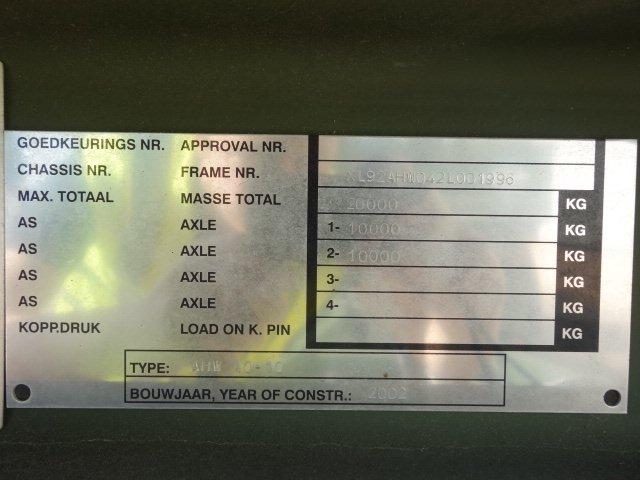 GOEDKEURINGS NR. APPROVAL NR.
CHASSIS NR. FRAME NR. XL92AHW042L001996
MAX. TOTAAL MASSE TOTAL 20000 KG
AS AXLE 1- 10000 KG
AS AXLE 2- 10000 KG
AS AXLE 3- KG
AS AXLE 4- KG
KOPP.DRUK LOAD ON K. PIN KG
TYPE: AHW
BOUWJAAR, YEAR OF CONSTR.: 2002